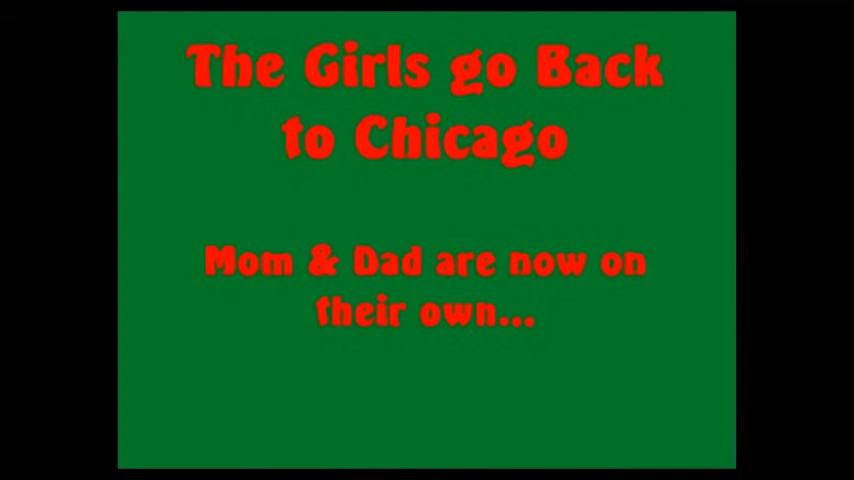 The Girls go Back
to Chicago
Mom & Dad are now on
their own...